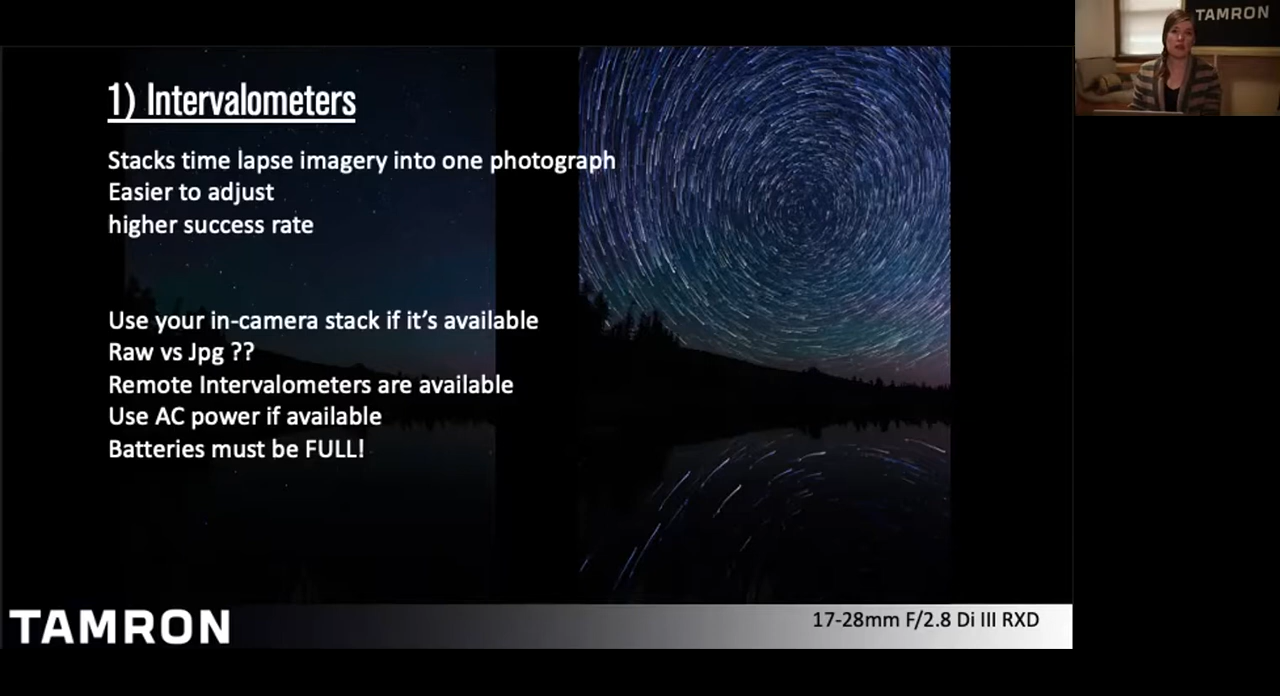 TAMRON
1) Intervalometers
Stacks time lapse imagery into one photograph
Easier to adjust
higher success rate
Use your in-camera stack if it’s available
Raw vs Jpg ??
Remote Intervalometers are available
Use AC power if available
Batteries must be FULL!
TAMRON
17-28mm F/2.8 Di III RXD